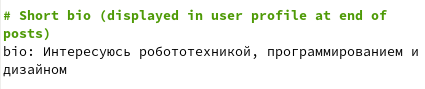 # Short bio (displayed in user profile at end of
posts)
bio: Интересуюсь робототехникой, программированием и
дизайном